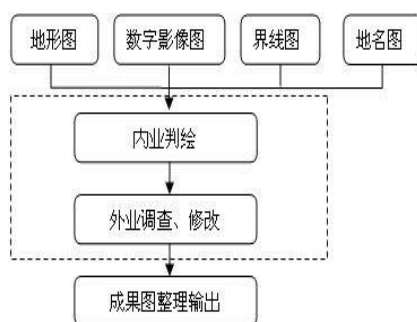 地形图
数字影像图
界线图
地名图
内业判绘
外业调查、修改
成果图整理输出